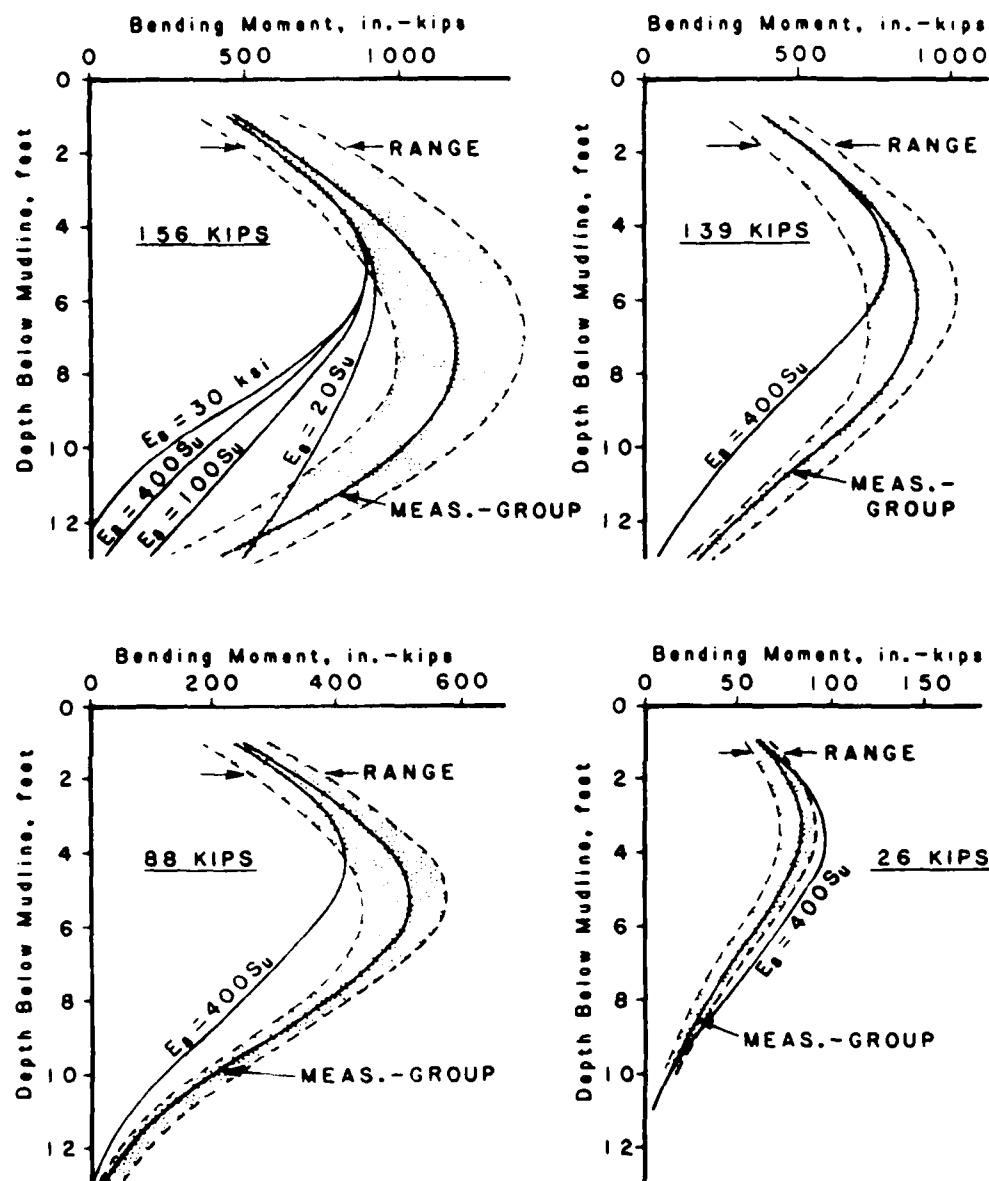 Bending Moment, in.-kips
0 500 1000
Depth Below Mudline, feet
0
2
4
6
8
10
12
RANGE
156 KIPS
Es = 30 ksi
Es = 400Su
Es = 100Su
Es = 20Su
MEAS.-GROUP
Bending Moment, in.-kips
0 500 1000
Depth Below Mudline, feet
0
2
4
6
8
10
12
RANGE
139 KIPS
Es = 400Su
MEAS.-
GROUP
Bending Moment, in.-kips
0 200 400 600
Depth Below Mudline, feet
0
2
4
6
8
10
12
RANGE
88 KIPS
Es = 400Su
MEAS.-GROUP
Bending Moment, in.-kips
0 50 100 150
Depth Below Mudline, feet
0
2
4
6
8
10
12
RANGE
26 KIPS
Es = 400Su
MEAS.-GROUP